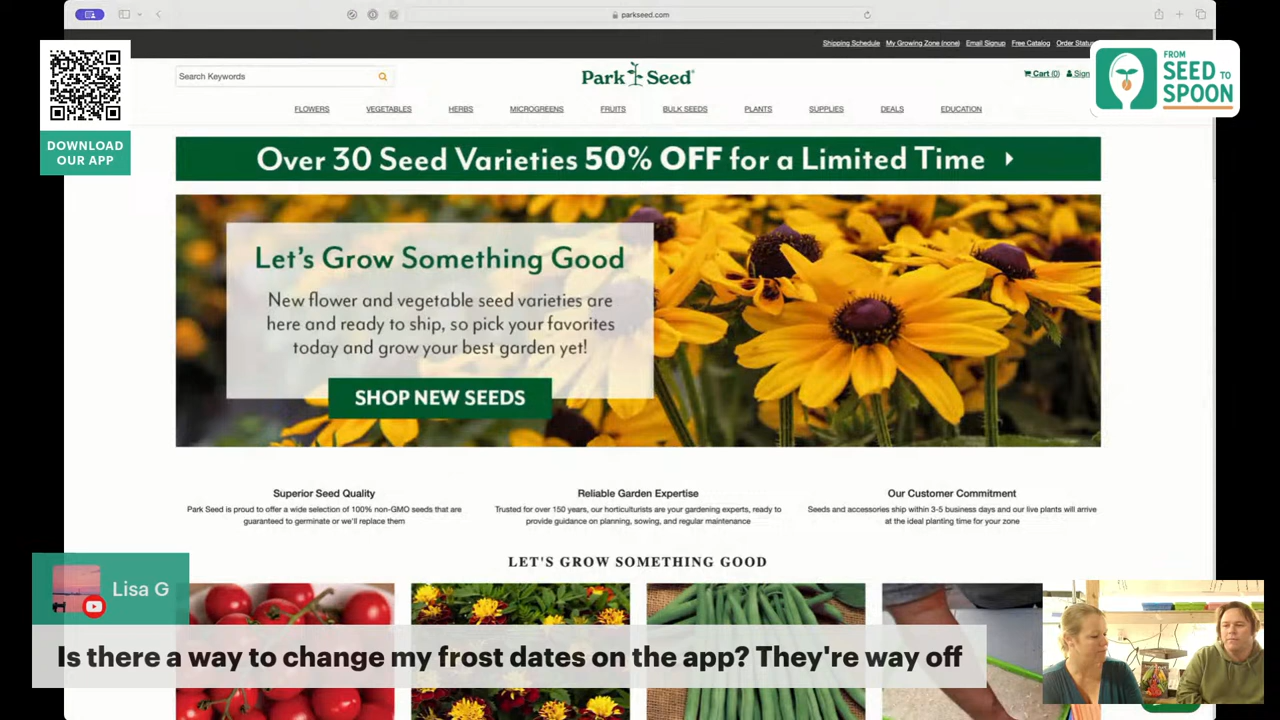 parkseed.com
Shipping Schedule My Growing Zone (none) Email Signup Free Catalog Order Status
Search Keywords
Park Seed®
Cart (0) Sign
FROM
SEED TO
SPOON
DOWNLOAD
OUR APP
FLOWERS VEGETABLES HERBS MICROGREENS FRUITS BULK SEEDS PLANTS SUPPLIES DEALS EDUCATION
Over 30 Seed Varieties 50% OFF for a Limited Time
Let's Grow Something Good
New flower and vegetable seed varieties are
here and ready to ship, so pick your favorites
today and grow your best garden yet!
SHOP NEW SEEDS
Superior Seed Quality
Park Seed is proud to offer a wide selection of 100% non-GMO seeds that are
guaranteed to germinate or we'll replace them
Reliable Garden Expertise
Trusted for over 150 years, our horticulturists are your gardening experts, ready to
provide guidance on planning, sowing, and regular maintenance
Our Customer Commitment
Seeds and accessories ship within 3-5 business days and our live plants will arrive
at the ideal planting time for your zone
LET'S GROW SOMETHING GOOD
Lisa G
Is there a way to change my frost dates on the app? They're way off